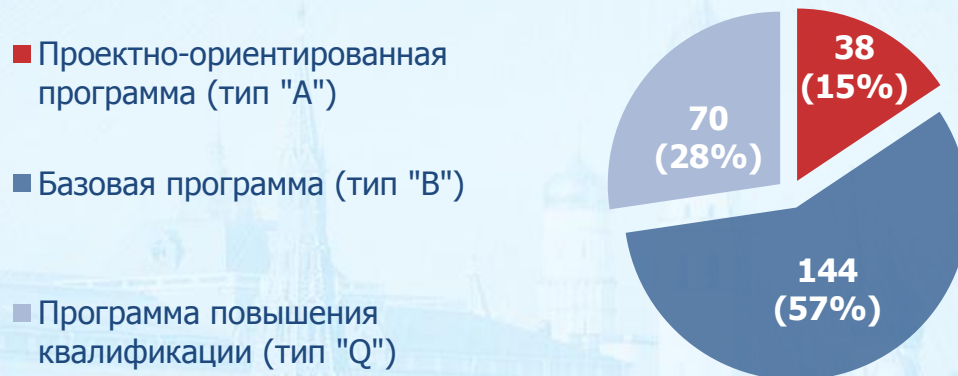 Проектно-ориентированная
программа (тип "А")
Базовая программа (тип "В")
Программа повышения
квалификации (тип "Q")
38
(15%)
70
(28%)
144
(57%)